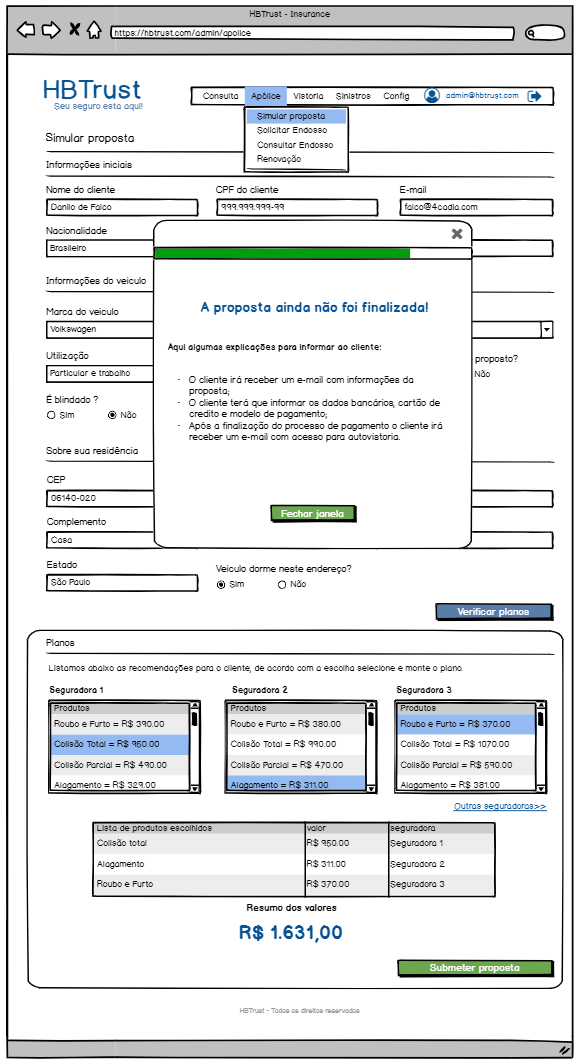 HBTrust - Insurance
https://hbtrust.com/admin/apolice
HBTrust
Seu seguro esta aqui!
Consulta Apólice Vistoria Sinistros Config admin@hbtrust.com
Simular proposta
Solicitar Endosso
Consultar Endosso
Renovação
Simular proposta
Informações iniciais
Nome do cliente CPF do cliente E-mail
Danilo de Falco 999.999.999-99 falco@4cadia.com
Nacionalidade
Brasileiro
Informações do veiculo
Marca do veiculo
Volkswagen
Utilização proposto?
Particular e trabalho Não
É blindado ?
Sim Não
Sobre sua residência
CEP
06140-020
Complemento
Casa
Estado Veiculo dorme neste endereço?
São Paulo Sim Não
A proposta ainda não foi finalizada!
Aqui algumas explicações para informar ao cliente:
- O cliente irá receber um e-mail com informações da
proposta;
- O cliente terá que informar os dados bancários, cartão de
credito e modelo de pagamento;
- Após a finalização do processo de pagamento o cliente irá
receber um e-mail com acesso para autovistoria.
Fechar janela
Verificar planos
Planos
Listamos abaixo as recomendações para o cliente, de acordo com a escolha selecione e monte o plano.
Seguradora 1 Seguradora 2 Seguradora 3
Produtos Produtos Produtos
Roubo e Furto = R$ 390.00 Roubo e Furto = R$ 380.00 Roubo e Furto = R$ 370.00
Colisão Total = R$ 950.00 Colisão Total = R$ 990.00 Colisão Total = R$ 1070.00
Colisão Parcial = R$ 490.00 Colisão Parcial = R$ 470.00 Colisão Parcial = R$ 590.00
Alagamento = R$ 329.00 Alagamento = R$ 311.00 Alagamento = R$ 381.00
Outras seguradoras>>
Lista de produtos escolhidos valor seguradora
Colisão total R$ 950.00 Seguradora 1
Alagamento R$ 311.00 Seguradora 2
Roubo e Furto R$ 370.00 Seguradora 3
Resumo dos valores
R$ 1.631,00
Submeter proposta
HBTrust - Todos os direitos reservados